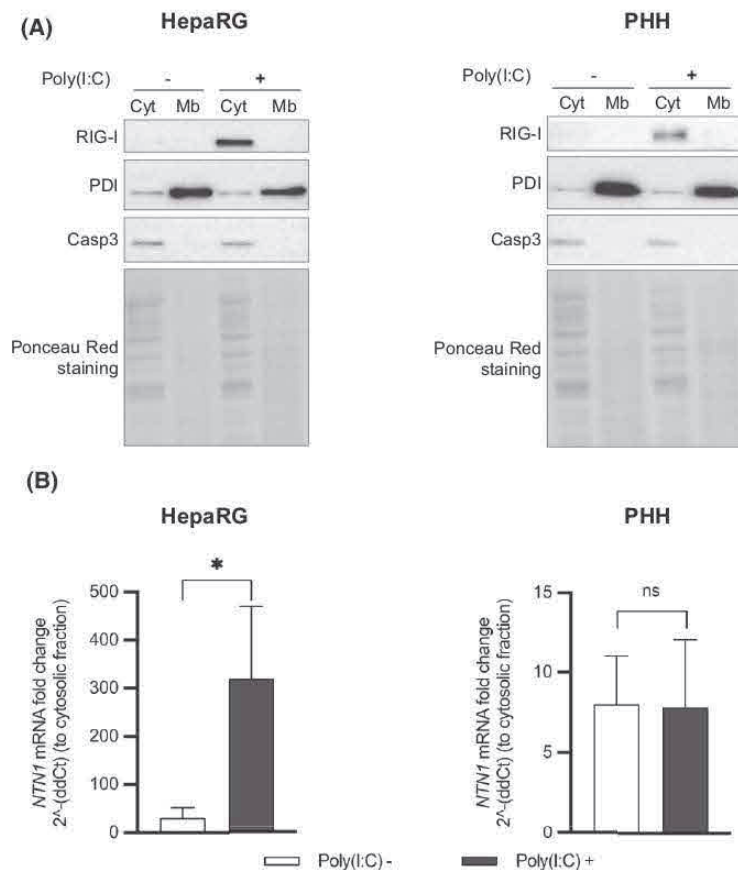 (A)
HepaRG
Poly(I:C) - +
Cyt Mb Cyt Mb
RIG-I
PDI
Casp3
Ponceau Red
staining
PHH
Poly(I:C) - +
Cyt Mb Cyt Mb
RIG-I
PDI
Casp3
Ponceau Red
staining
(B)
HepaRG
NTN1 mRNA fold change
2^-(ddCt) (to cytosolic fraction)
500
400
300
200
100
0
*
PHH
NTN1 mRNA fold change
2^-(ddCt) (to cytosolic fraction)
15
10
5
0
ns
Poly(I:C) - Poly(I:C) +